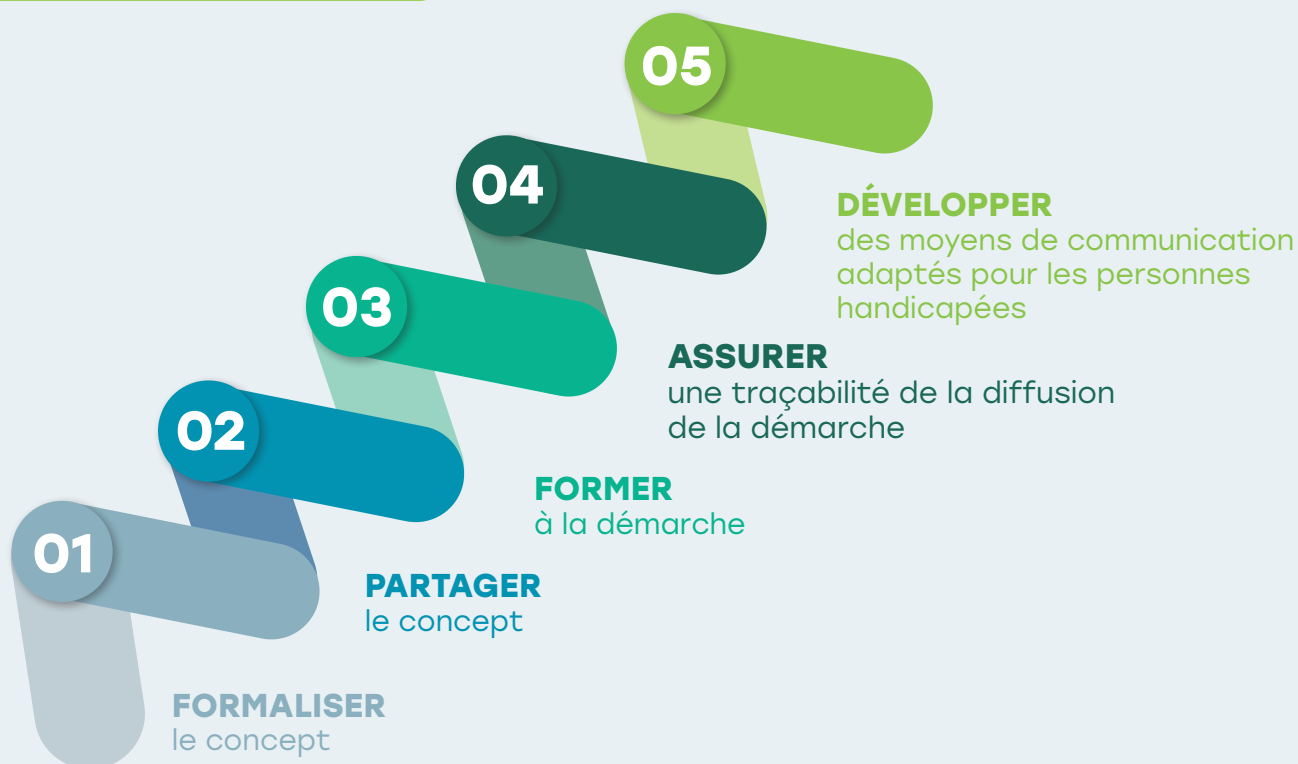 05
DÉVELOPPER
des moyens de communication
adaptés pour les personnes
handicapées
04
ASSURER
une traçabilité de la diffusion
de la démarche
03
FORMER
à la démarche
02
PARTAGER
le concept
01
FORMALISER
le concept